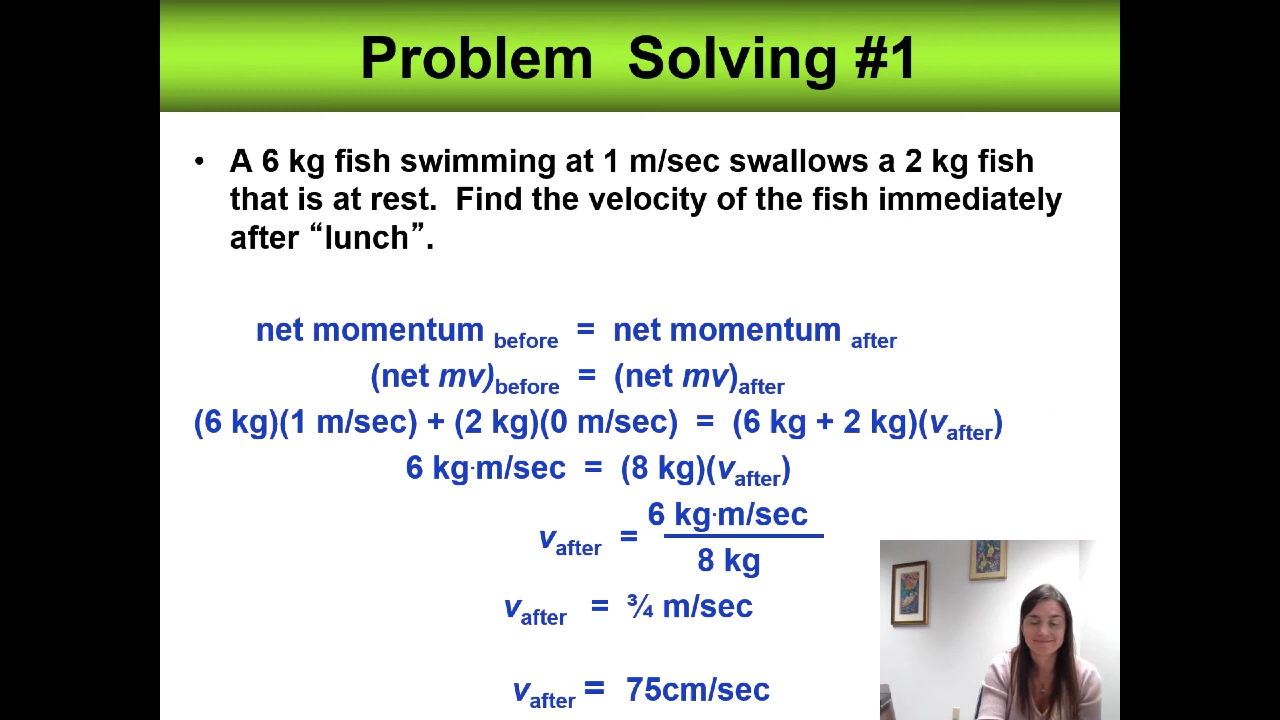 Problem Solving #1
• A 6 kg fish swimming at 1 m/sec swallows a 2 kg fish
that is at rest. Find the velocity of the fish immediately
after “lunch”.
net momentum before = net momentum after
(net mv)before = (net mv)after
(6 kg)(1 m/sec) + (2 kg)(0 m/sec) = (6 kg + 2 kg)(vafter)
6 kg·m/sec = (8 kg)(vafter)
vafter = 6 kg·m/sec
8 kg
vafter = ¾ m/sec
vafter = 75cm/sec